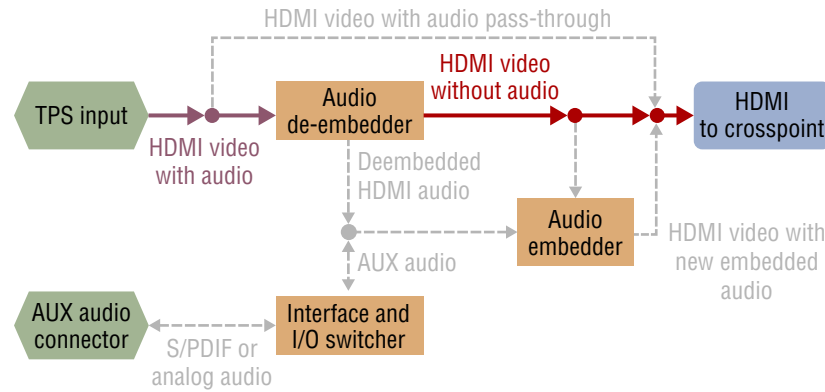 HDMI video with audio pass-through
TPS input
Audio
de-embedder
HDMI video
without audio
HDMI
to crosspoint
HDMI video
with audio
Deembedded
HDMI audio
Audio
embedder
AUX audio
HDMI video with
new embedded
audio
AUX audio
connector
Interface and
I/O switcher
S/PDIF or
analog audio